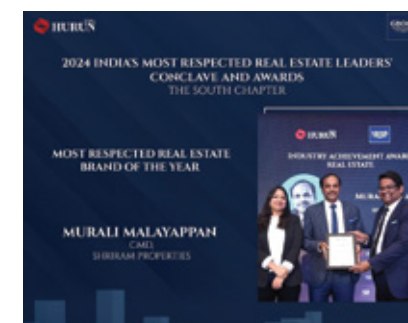 HURUN
2024 INDIA'S MOST RESPECTED REAL ESTATE LEADERS'
CONCLAVE AND AWARDS
THE SOUTH CHAPTER
HURUN
INDUSTRY ACHIEVEMENT AWARD
REAL ESTATE
MURA
MOST RESPECTED REAL ESTATE
BRAND OF THE YEAR
MURALI MALAYAPPAN
CMD,
SHRIRAM PROPERTIES